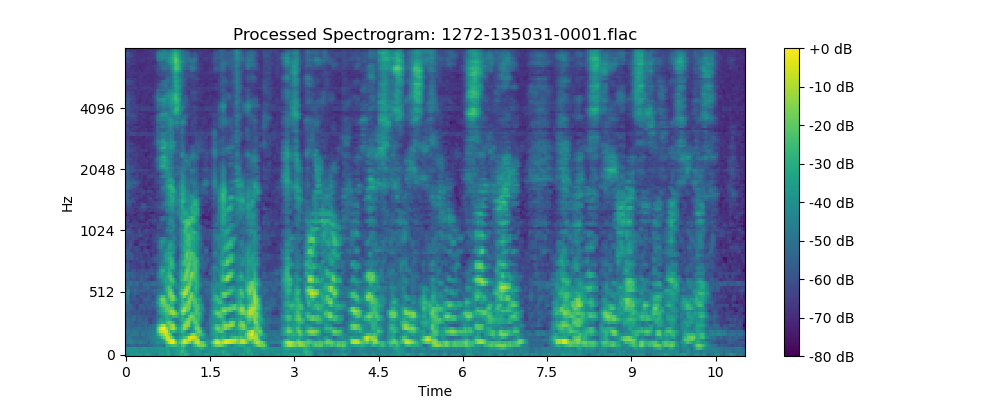 Processed Spectrogram: 1272-135031-0001.flac
+0 dB
-10 dB
4096
-20 dB
2048
-30 dB
Hz
-40 dB
1024
-50 dB
512
-60 dB
-70 dB
0
-80 dB
0 1.5 3 4.5 6 7.5 9 10
Time